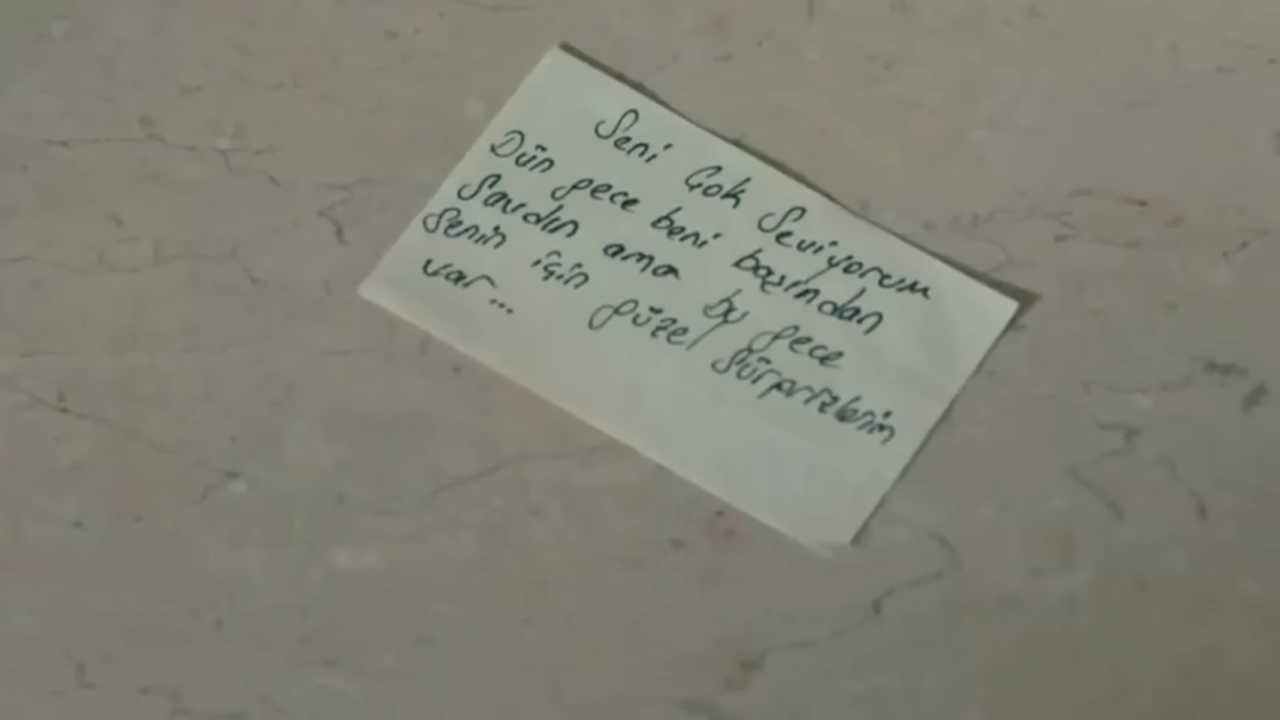 Seni Çok Seviyorum
Dün gece beni başından
Savdın ama bu gece
Senin için güzel Sürprizlerim
var...